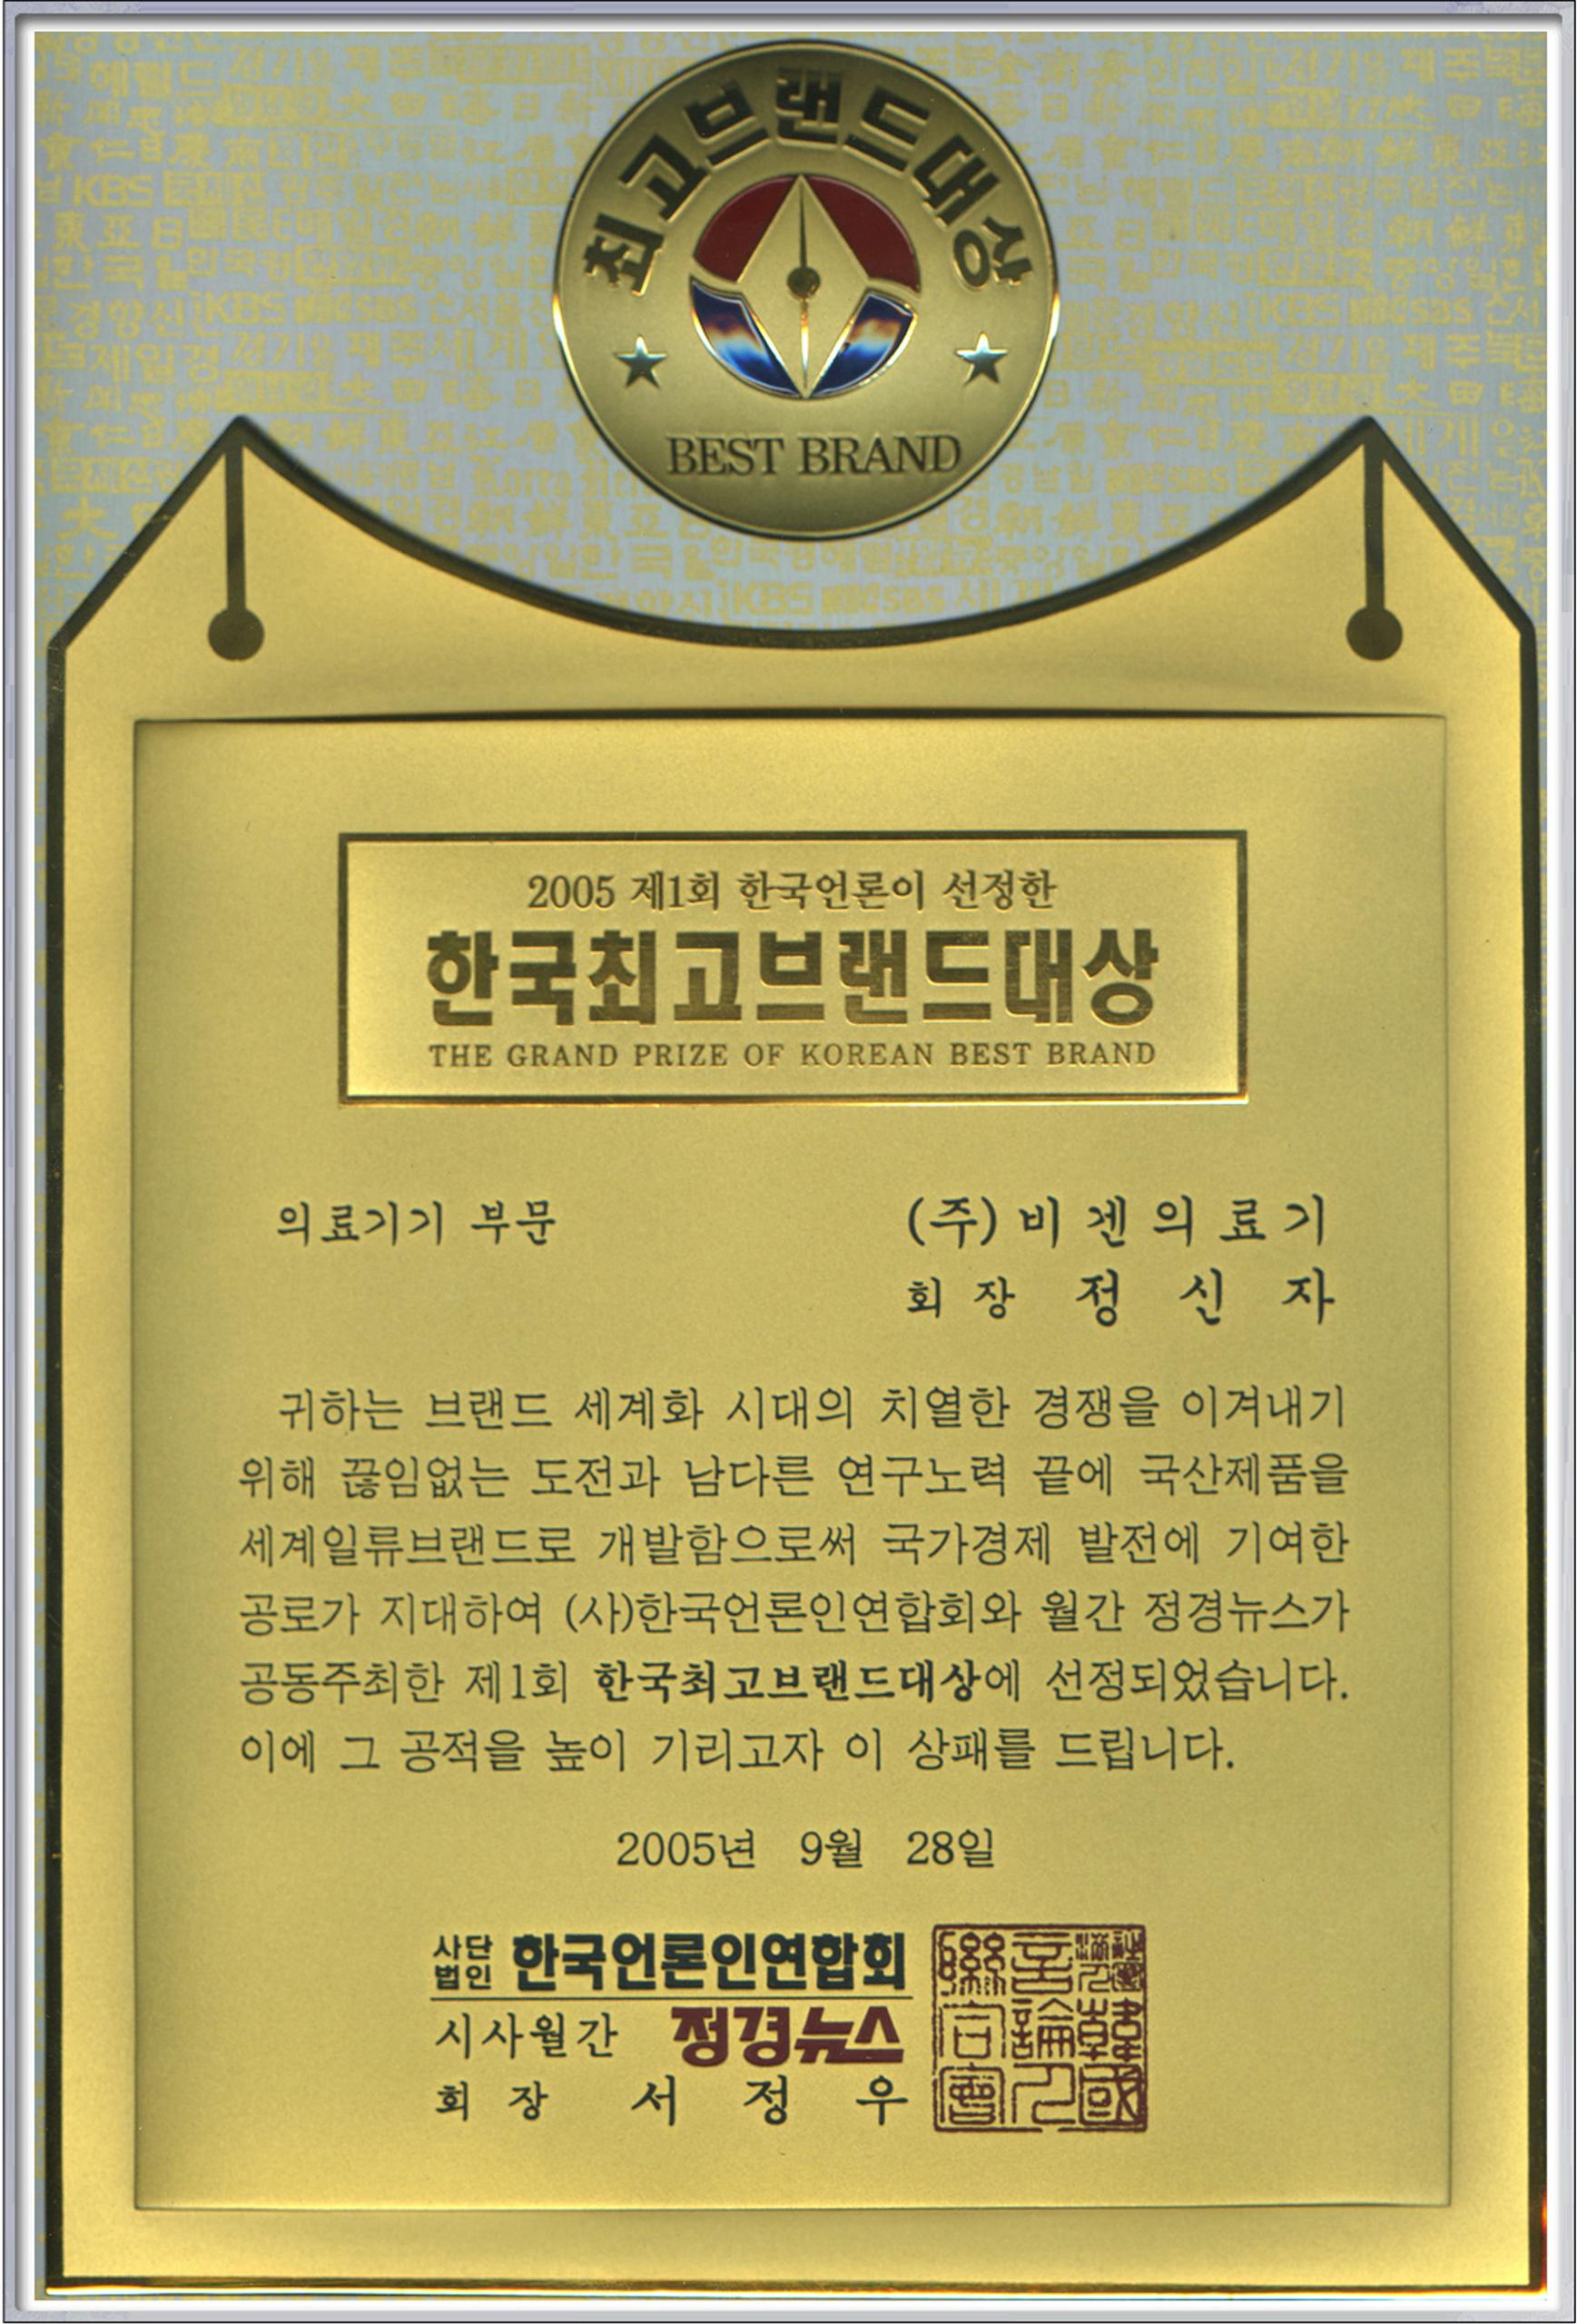 최고브랜드대상
BEST BRAND
2005 제1회 한국언론이 선정한
한국최고브랜드대상
THE GRAND PRIZE OF KOREAN BEST BRAND
의료기기 부문
(주)비겐의료기
회 장 정 신 자
귀하는 브랜드 세계화 시대의 치열한 경쟁을 이겨내기
위해 끊임없는 도전과 남다른 연구노력 끝에 국산제품을
세계일류브랜드로 개발함으로써 국가경제 발전에 기여한
공로가 지대하여 (사)한국언론인연합회와 월간 정경뉴스가
공동주최한 제1회 한국최고브랜드대상에 선정되었습니다.
이에 그 공적을 높이 기리고자 이 상패를 드립니다.
2005년 9월 28일
사단법인 한국언론인연합회
시사월간 정경뉴스
회 장 서 정 우